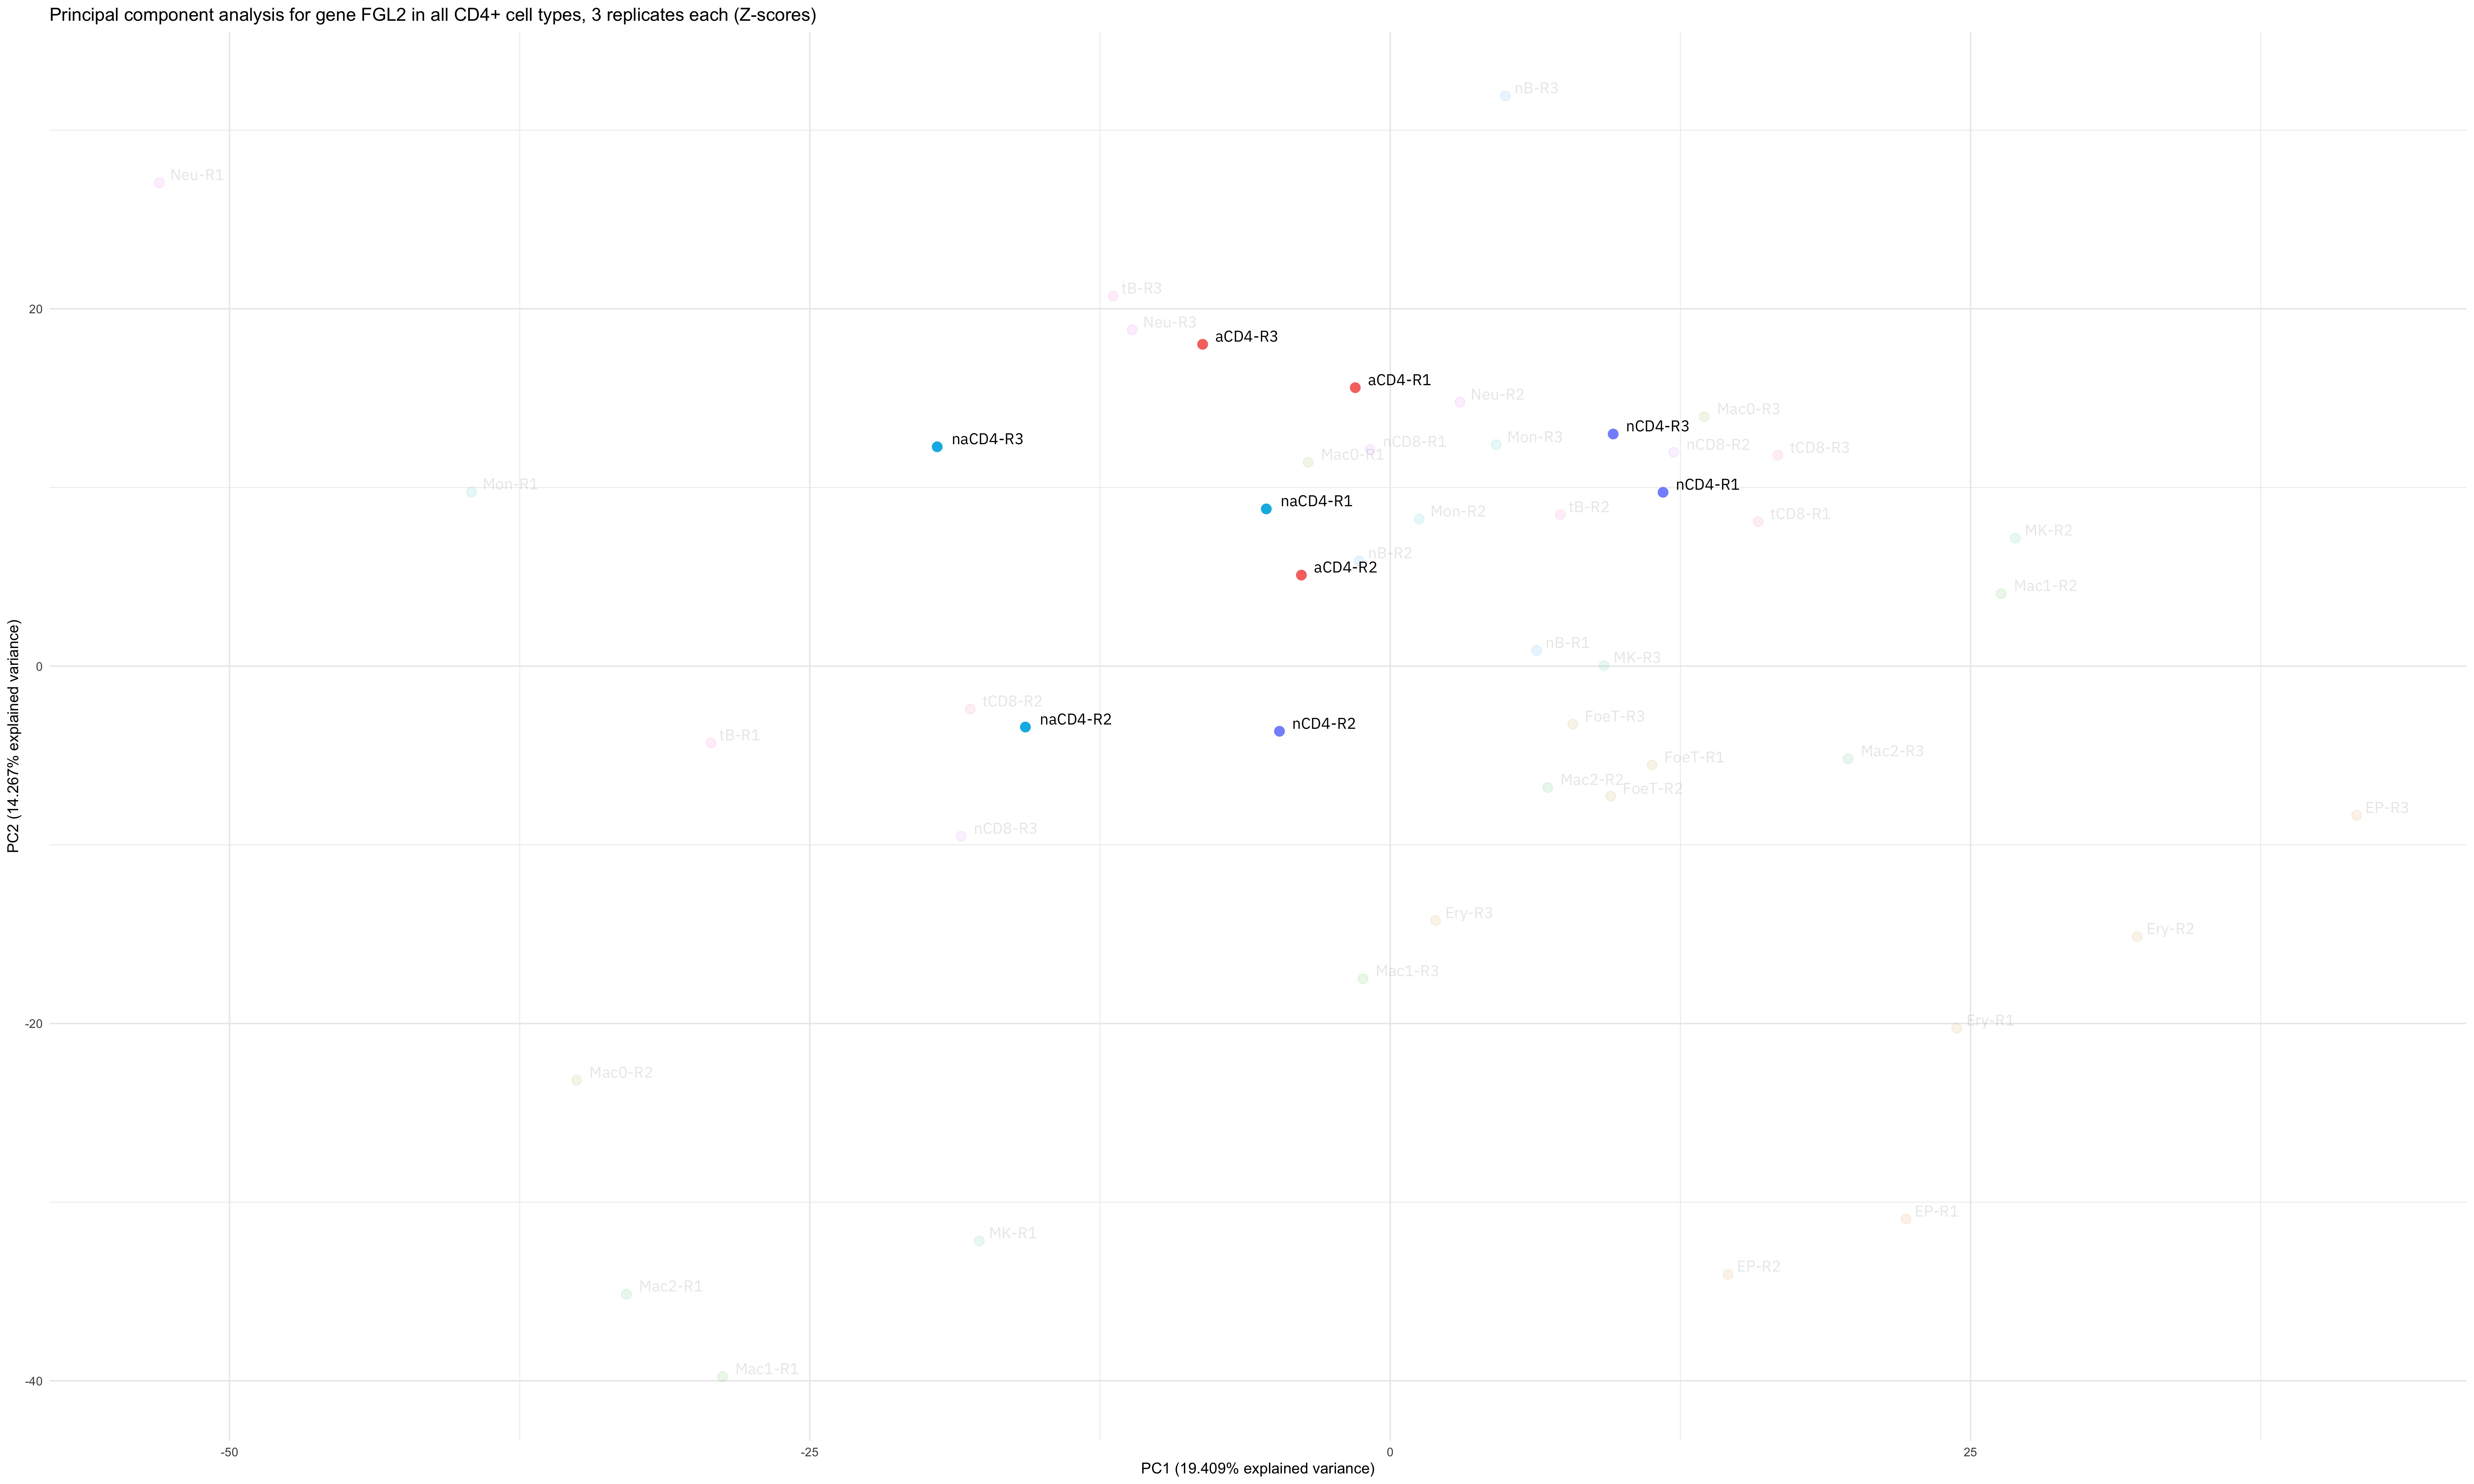 Principal component analysis for gene FGL2 in all CD4+ cell types, 3 replicates each (Z-scores)
nB-R3
Neu-R1
tB-R3
20
Neu-R3
aCD4-R3
aCD4-R1
Neu-R2
Mac0-R3
nCD4-R3
naCD4-R3
nCD8-R1
Mon-R3
nCD8-R2
tCD8-R3
Mac0-R1
Mon-R1
nCD4-R1
naCD4-R1
Mon-R2
tB-R2
tCD8-R1
MK-R2
nB-R2
aCD4-R2
Mac1-R2
nB-R1
0
MK-R3
tCD8-R2
naCD4-R2
nCD4-R2
FoeT-R3
tB-R1
Mac2-R3
FoeT-R1
Mac2-R2
FoeT-R2
EP-R3
nCD8-R3
PC2 (14.267% explained variance)
Ery-R3
Ery-R2
Mac1-R3
-20
Ery-R1
Mac0-R2
EP-R1
MK-R1
EP-R2
Mac2-R1
Mac1-R1
-40
-50
-25
0
25
PC1 (19.409% explained variance)